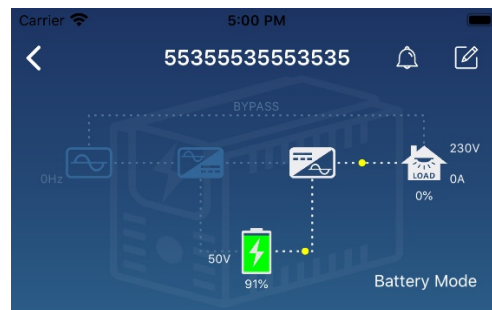 Carrier 5:00 PM
55355535553535
BYPASS
230V
0Hz
LOAD 0A
0%
50V
91%
Battery Mode